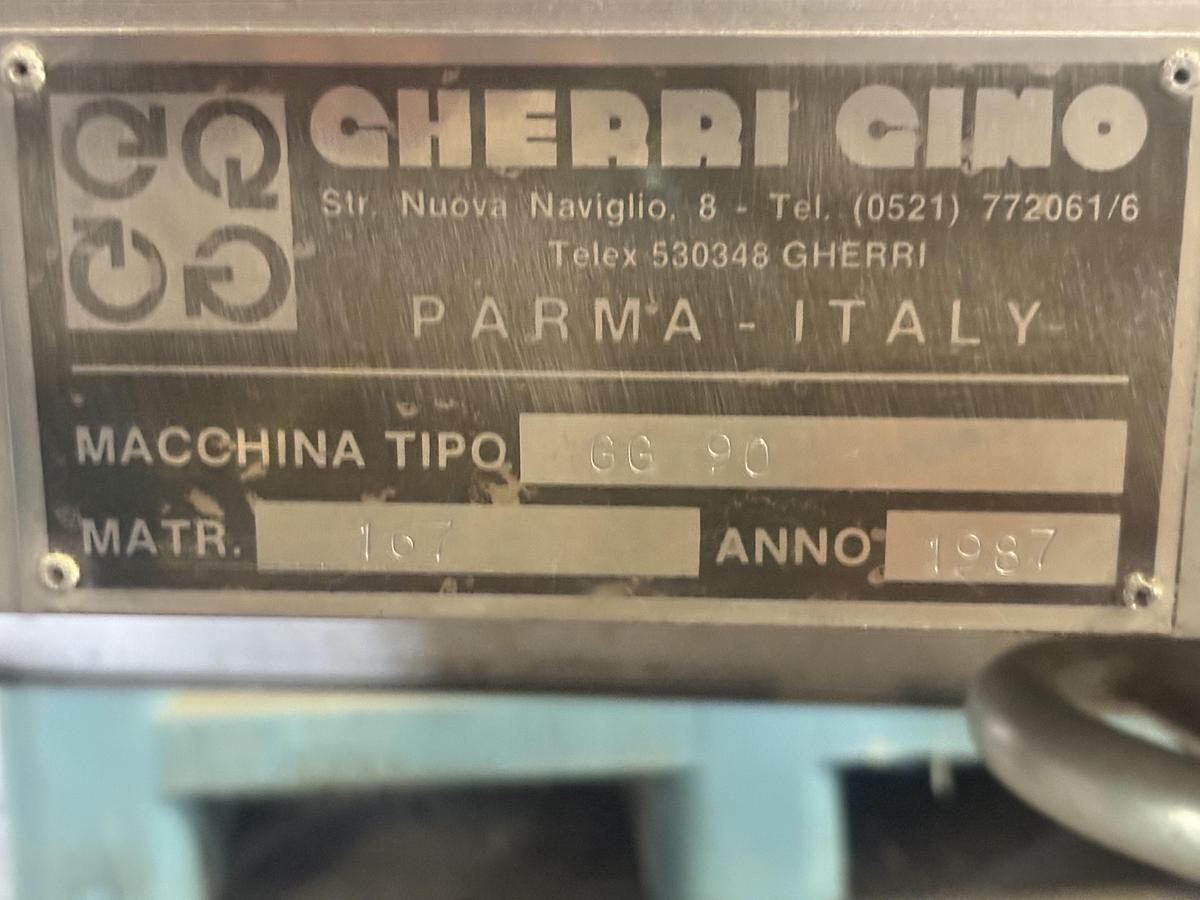 GHERRI GINO
Str. Nuova Naviglio, 8 - Tel. (0521) 772061/6
Telex 530348 GHERRI
PARMA - ITALY
MACCHINA TIPO GG 90
MATR. 167 ANNO 1987